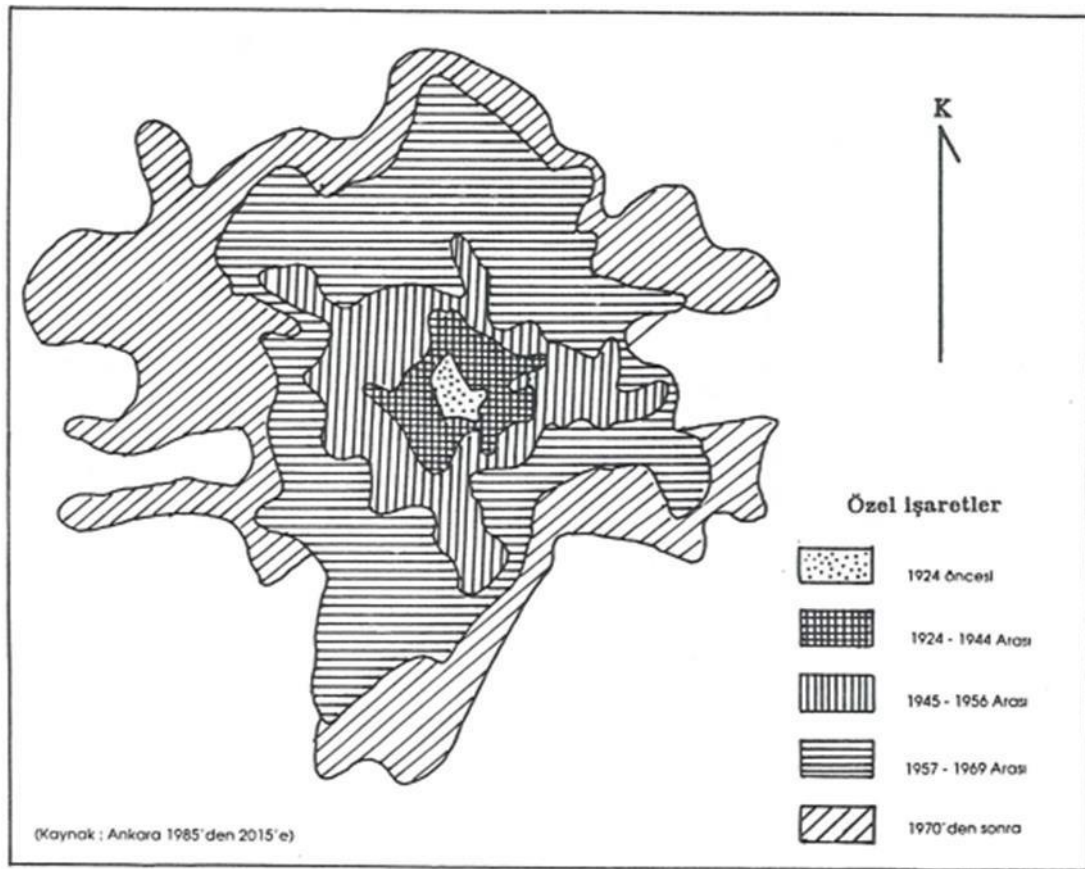 K
Özel işaretler
1924 öncesi
1924 - 1944 Arası
1945 - 1956 Arası
1957 - 1969 Arası
1970'den sonra
(Kaynak : Ankara 1985'den 2015'e)